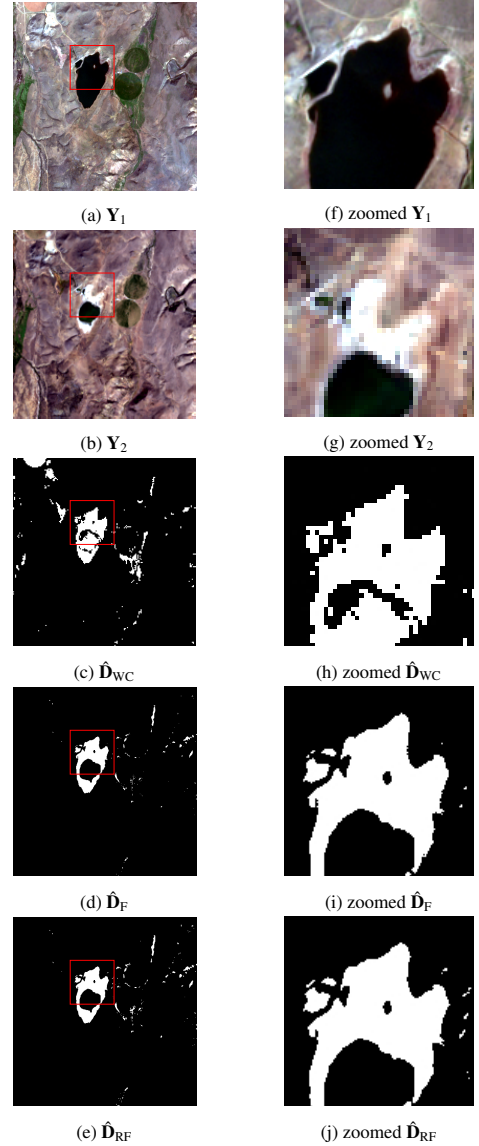 (a) Y₁
(f) zoomed Y₁
(b) Y₂
(g) zoomed Y₂
(c) D̂_WC
(h) zoomed D̂_WC
(d) D̂_F
(i) zoomed D̂_F
(e) D̂_RF
(j) zoomed D̂_RF